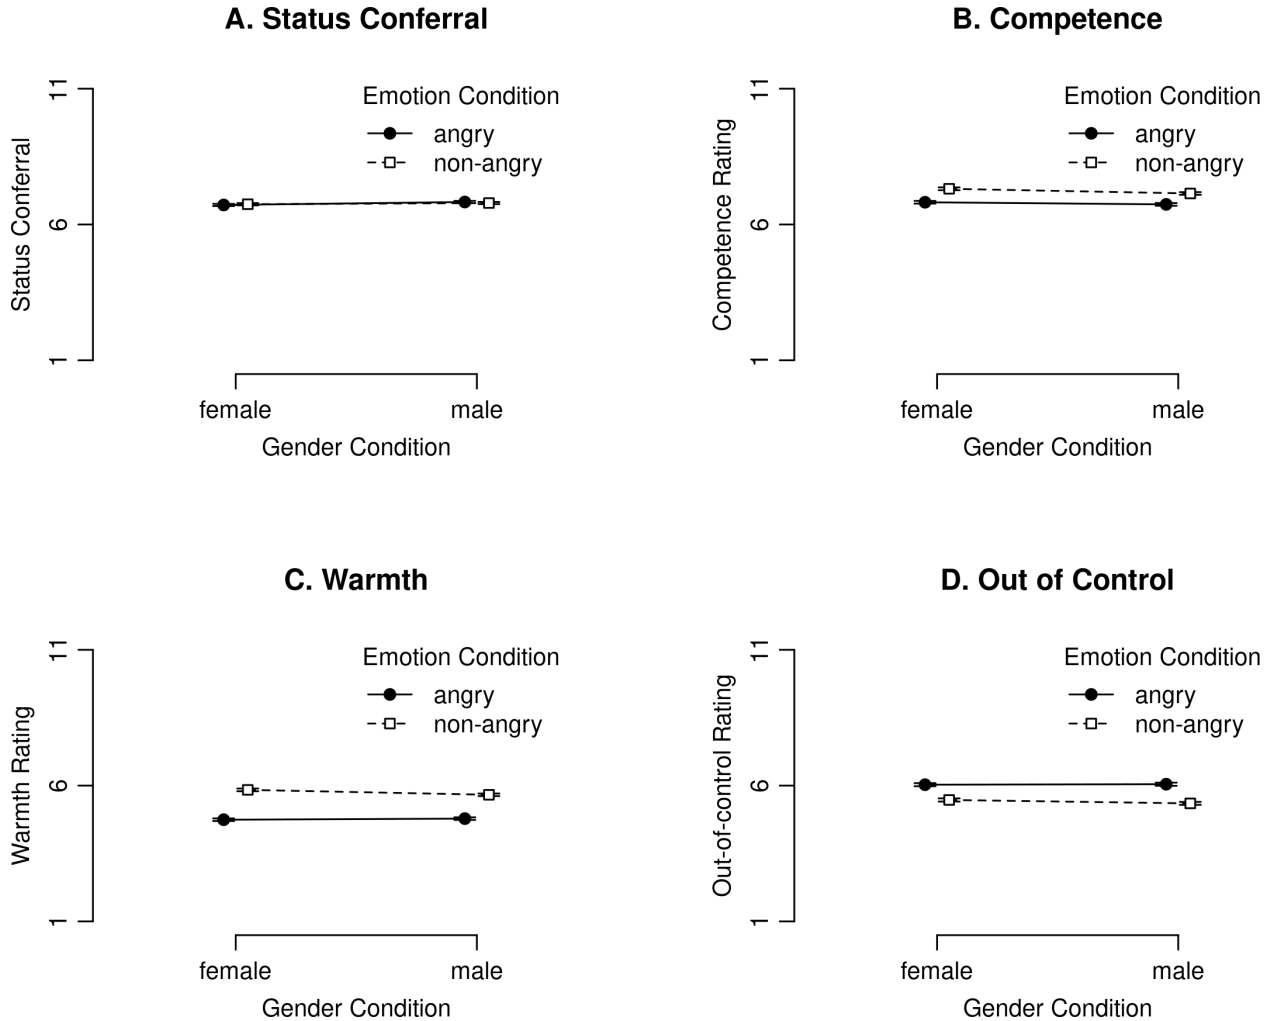 A. Status Conferral
Status Conferral
11
6
1
Emotion Condition
angry
non-angry
female
male
Gender Condition
B. Competence
Competence Rating
11
6
1
Emotion Condition
angry
non-angry
female
male
Gender Condition
C. Warmth
Warmth Rating
11
6
1
Emotion Condition
angry
non-angry
female
male
Gender Condition
D. Out of Control
Out-of-control Rating
11
6
1
Emotion Condition
angry
non-angry
female
male
Gender Condition